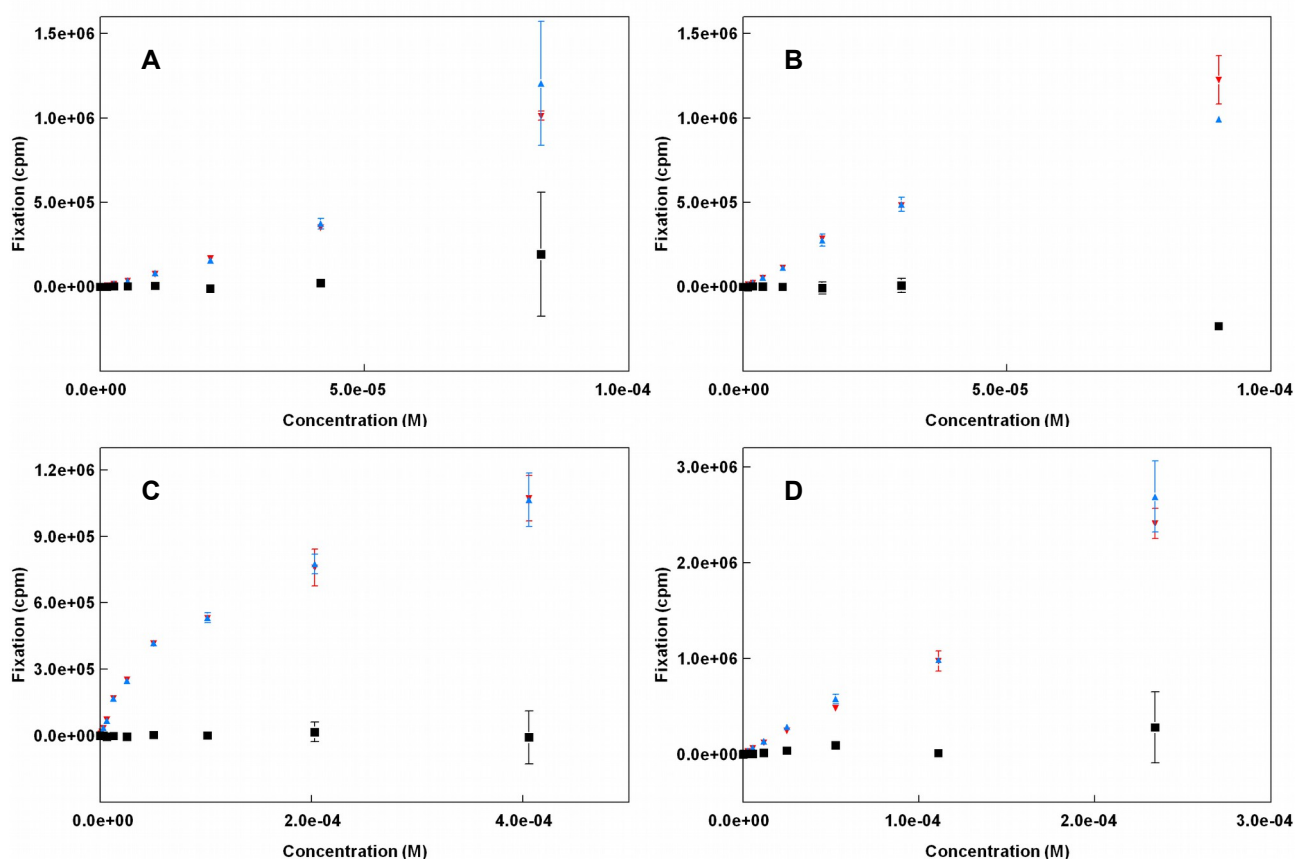 A
1.5e+06
1.0e+06
5.0e+05
0.0e+00
Fixation (cpm)
0.0e+00 5.0e-05 1.0e-04
Concentration (M)
B
1.5e+06
1.0e+06
5.0e+05
0.0e+00
Fixation (cpm)
0.0e+00 5.0e-05 1.0e-04
Concentration (M)
C
1.2e+06
9.0e+05
6.0e+05
3.0e+05
0.0e+00
Fixation (cpm)
0.0e+00 2.0e-04 4.0e-04
Concentration (M)
D
3.0e+06
2.0e+06
1.0e+06
0.0e+00
Fixation (cpm)
0.0e+00 1.0e-04 2.0e-04 3.0e-04
Concentration (M)